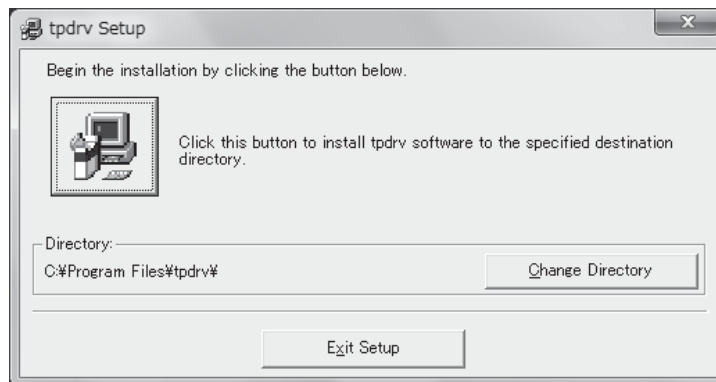 tpdrv Setup
Begin the installation by clicking the button below.
Click this button to install tpdrv software to the specified destination
directory.
Directory:
C:¥Program Files¥tpdrv¥
Change Directory
Exit Setup